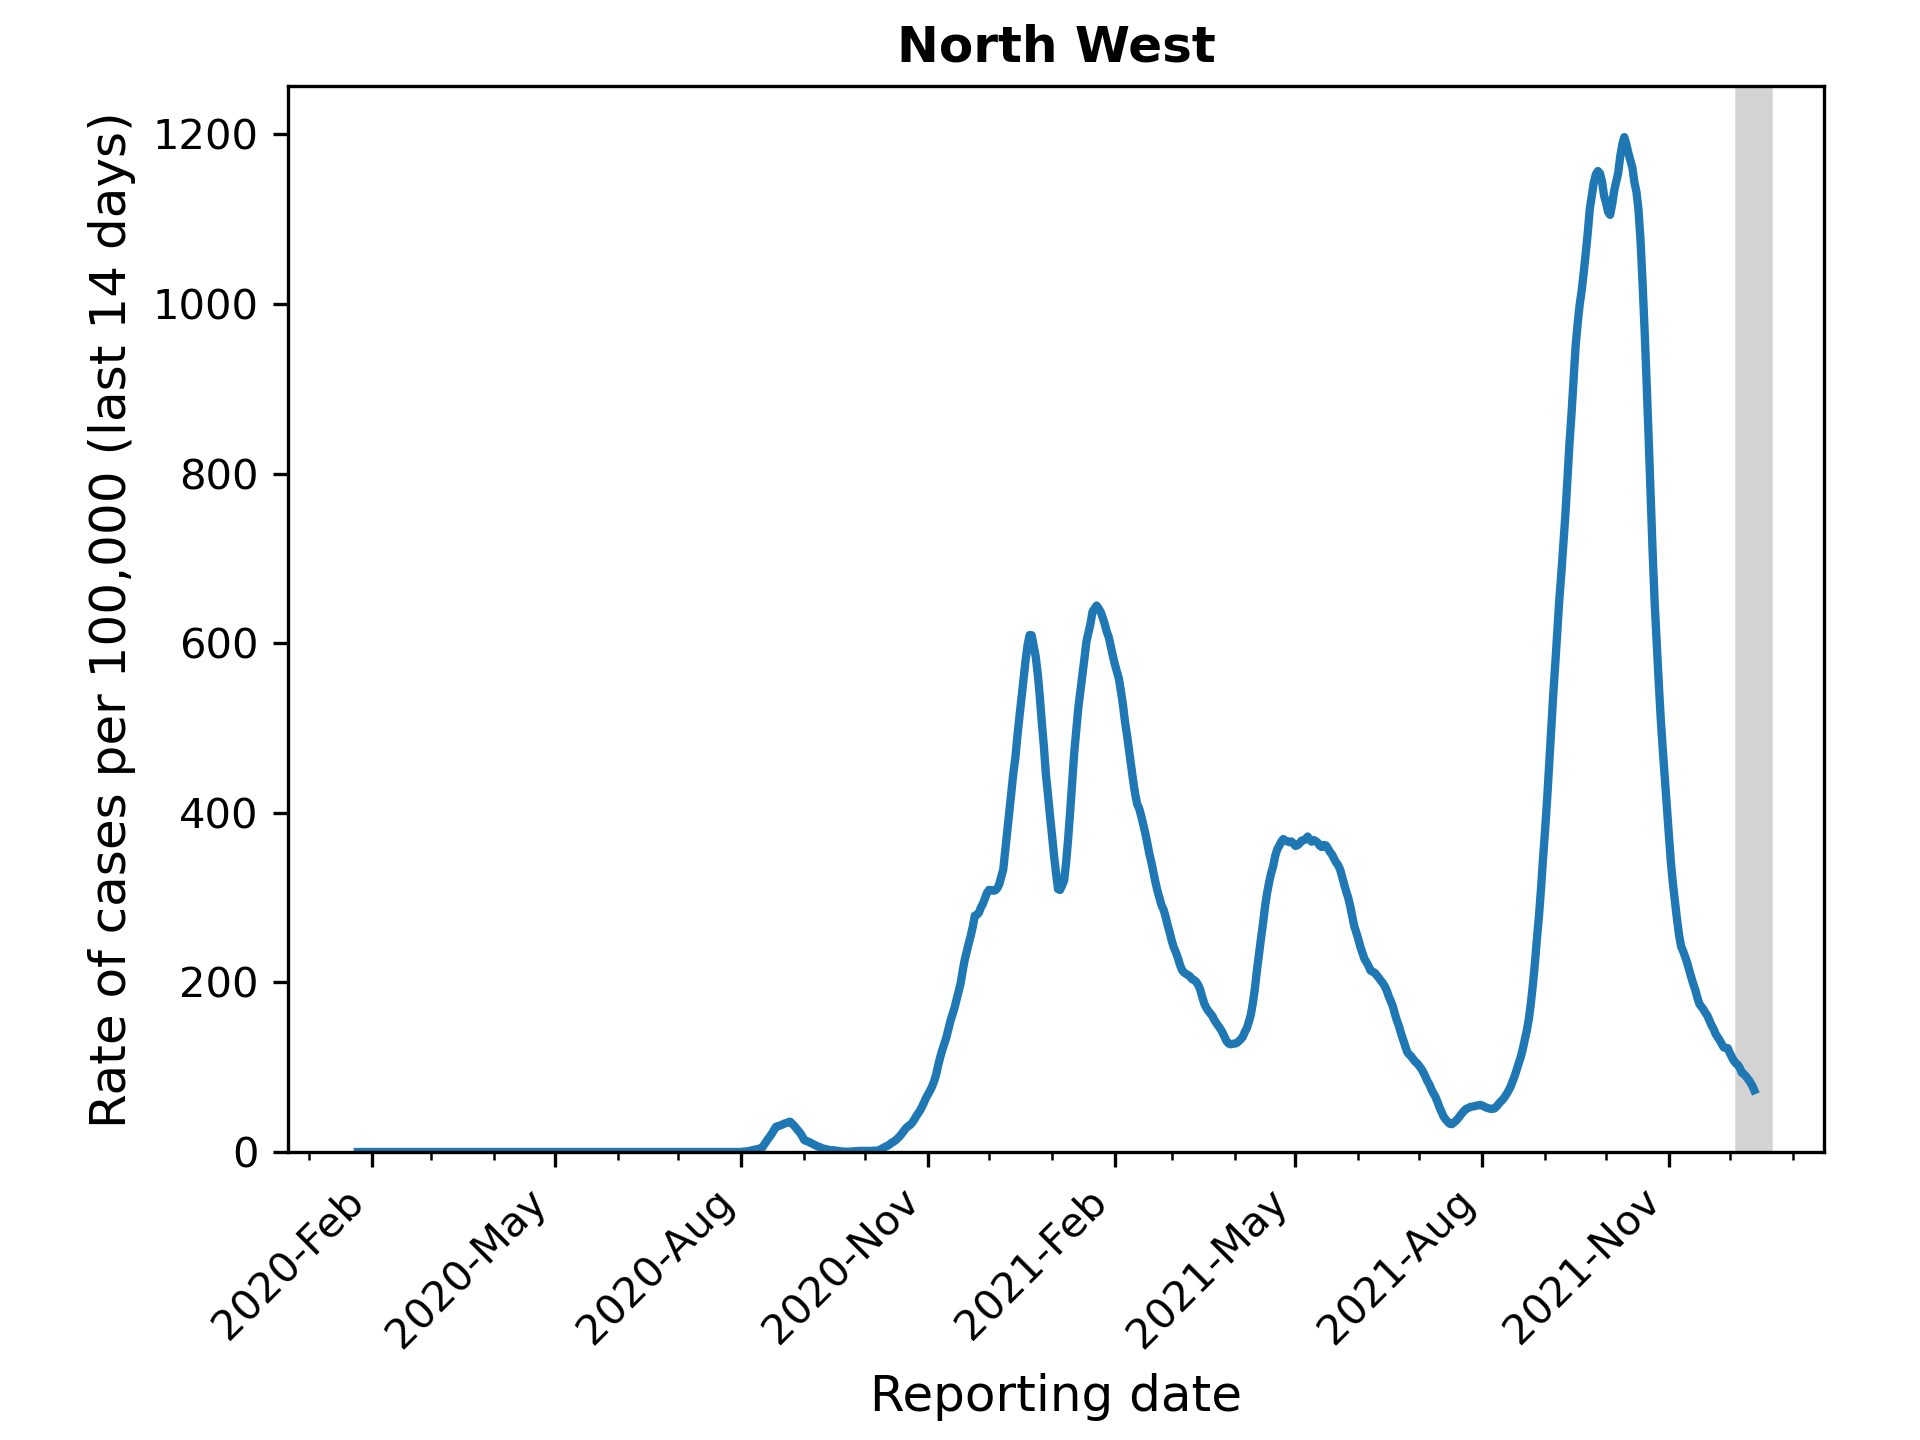 North West
Rate of cases per 100,000 (last 14 days)
1200
1000
800
600
400
200
0
2020-Feb
2020-May
2020-Aug
2020-Nov
2021-Feb
2021-May
2021-Aug
2021-Nov
Reporting date